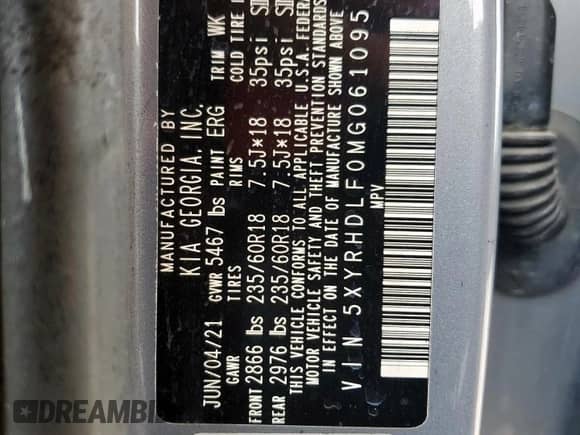 MANUFACTURED BY
KIA GEORGIA, INC.
JUN/04/21 GVWR 5467 lbs PAINT ERG TRIM WK
GAWR TIRES RIMS COLD TIRE
FRONT 2866 lbs 235/60R18 7.5J*18 35psi
REAR 2976 lbs 235/60R18 7.5J*18 35psi
THIS VEHICLE CONFORMS TO ALL APPLICABLE U.S.A. FEDERA
MOTOR VEHICLE SAFETY AND THEFT PREVENTION STANDARDS
IN EFFECT ON THE DATE OF MANUFACTURE SHOWN ABOVE
VIN 5XYRHDLF0MG061095
MPV
DREAMBI